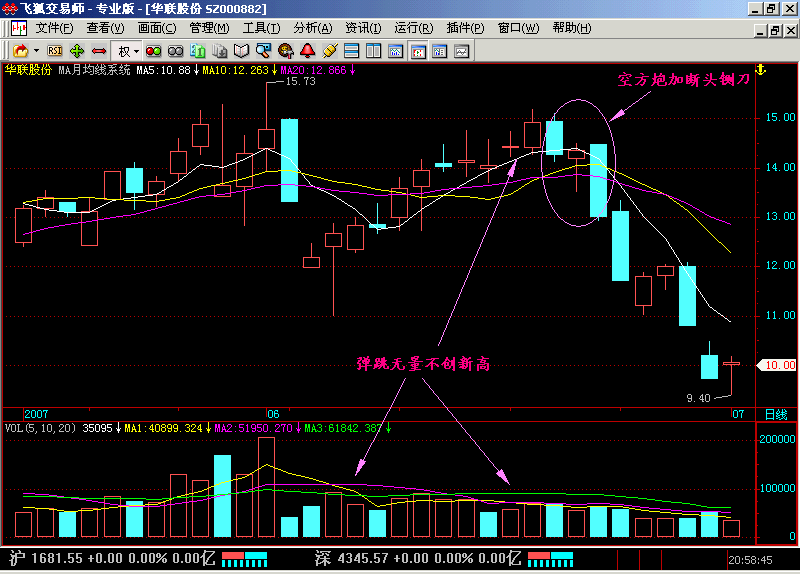 飞狐交易师 - 专业版 - [华联股份 SZ000882]
文件(F) 查看(V) 画面(C) 管理(M) 工具(T) 分析(A) 资讯(I) 运行(R) 插件(P) 窗口(W) 帮助(H)
RSI 权
华联股份 MA月均线系统 MA5:10.88↓ MA10:12.263↓ MA20:12.866↓
15.73
空方炮加断头铡刀
15.00
14.00
13.00
12.00
11.00
弹跳无量不创新高
10.00
9.40
2007 06 07 日线
VOL(5,10,20) 35095↓ MA1:40899.324↓ MA2:51950.270↓ MA3:61842.387↓
200000
100000
0
沪 1681.55 +0.00 0.00% 0.00亿 深 4345.57 +0.00 0.00% 0.00亿 20:58:45